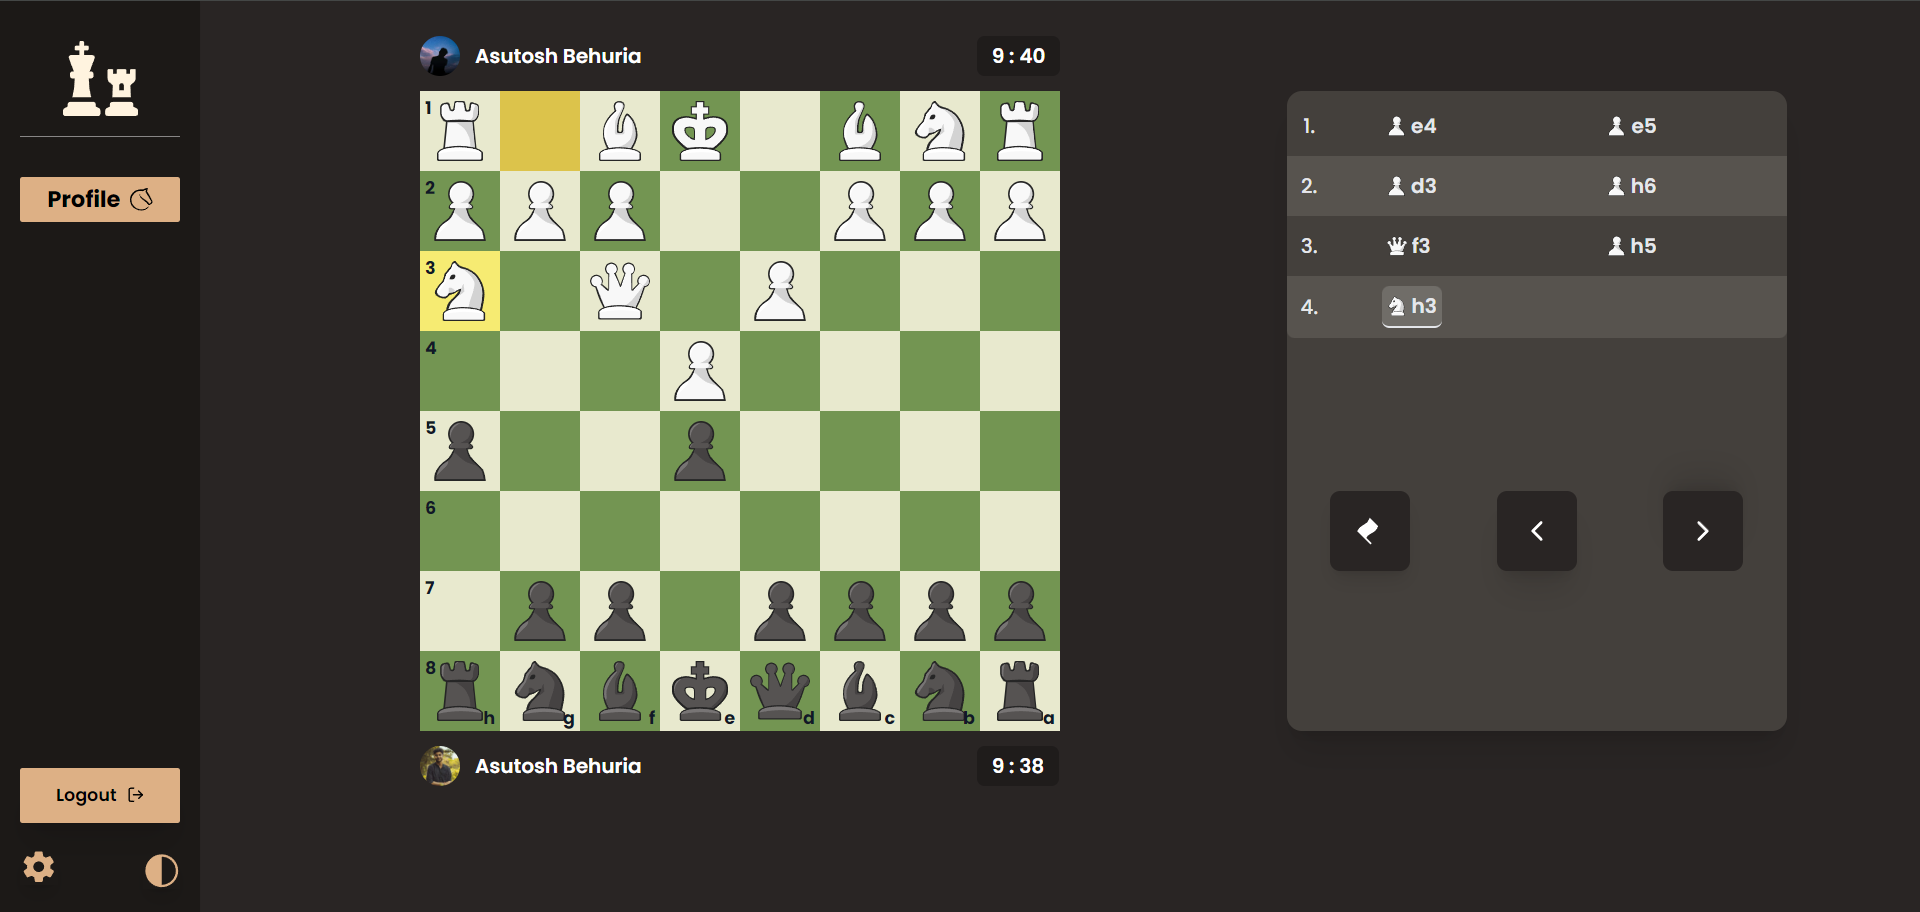 Asutosh Behuria
9 : 40
Profile
1
2
3
4
5
6
7
8
h g f e d c b a
Asutosh Behuria
9 : 38
1. e4 e5
2. d3 h6
3. f3 h5
4. h3
Logout